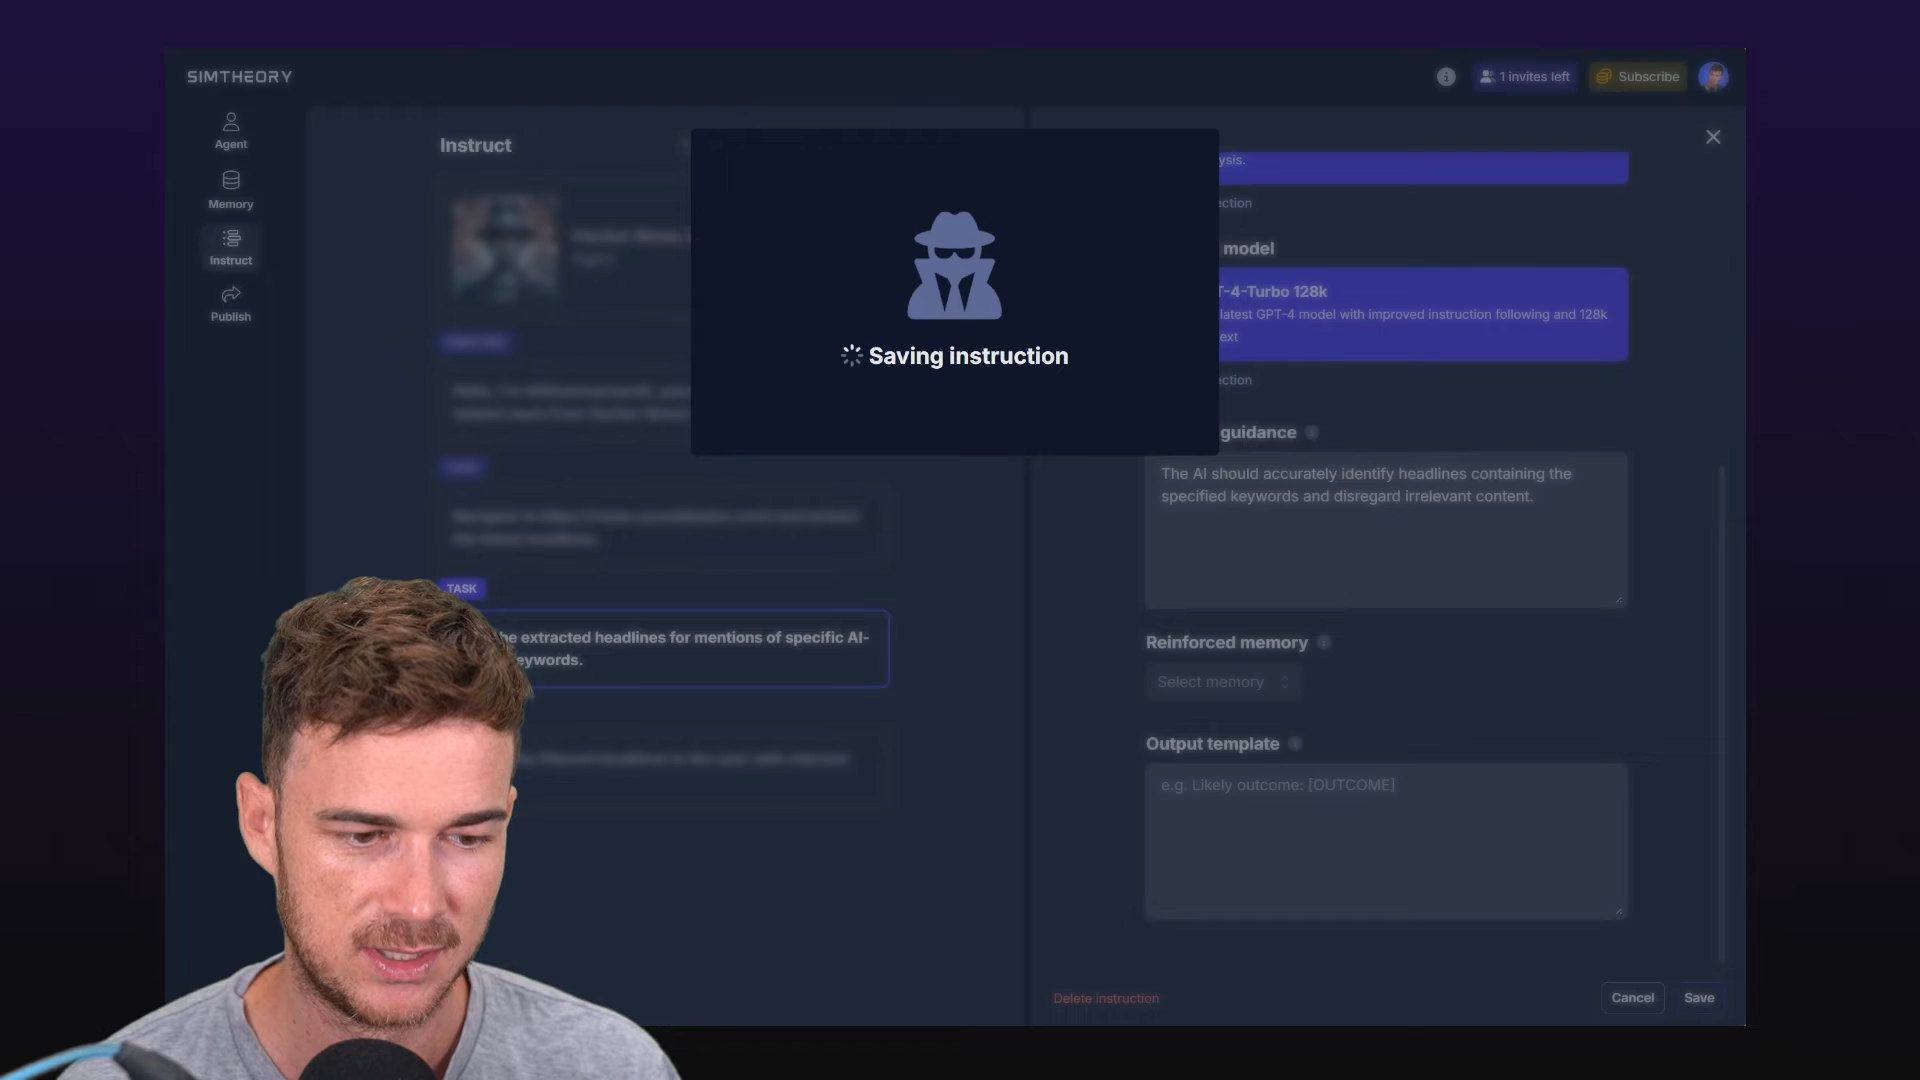 SIMTHEORY
1 invites left
Subscribe
Agent
Memory
Instruct
Publish
Instruct
TASK
he extracted headlines for mentions of specific AI-
eywords.
Saving instruction
ysis.
ection
model
T-4-Turbo 128k
latest GPT-4 model with improved instruction following and 128k
ext
ection
guidance
The AI should accurately identify headlines containing the
specified keywords and disregard irrelevant content.
Reinforced memory
Select memory
Output template
e.g. Likely outcome: [OUTCOME]
Delete instruction
Cancel
Save